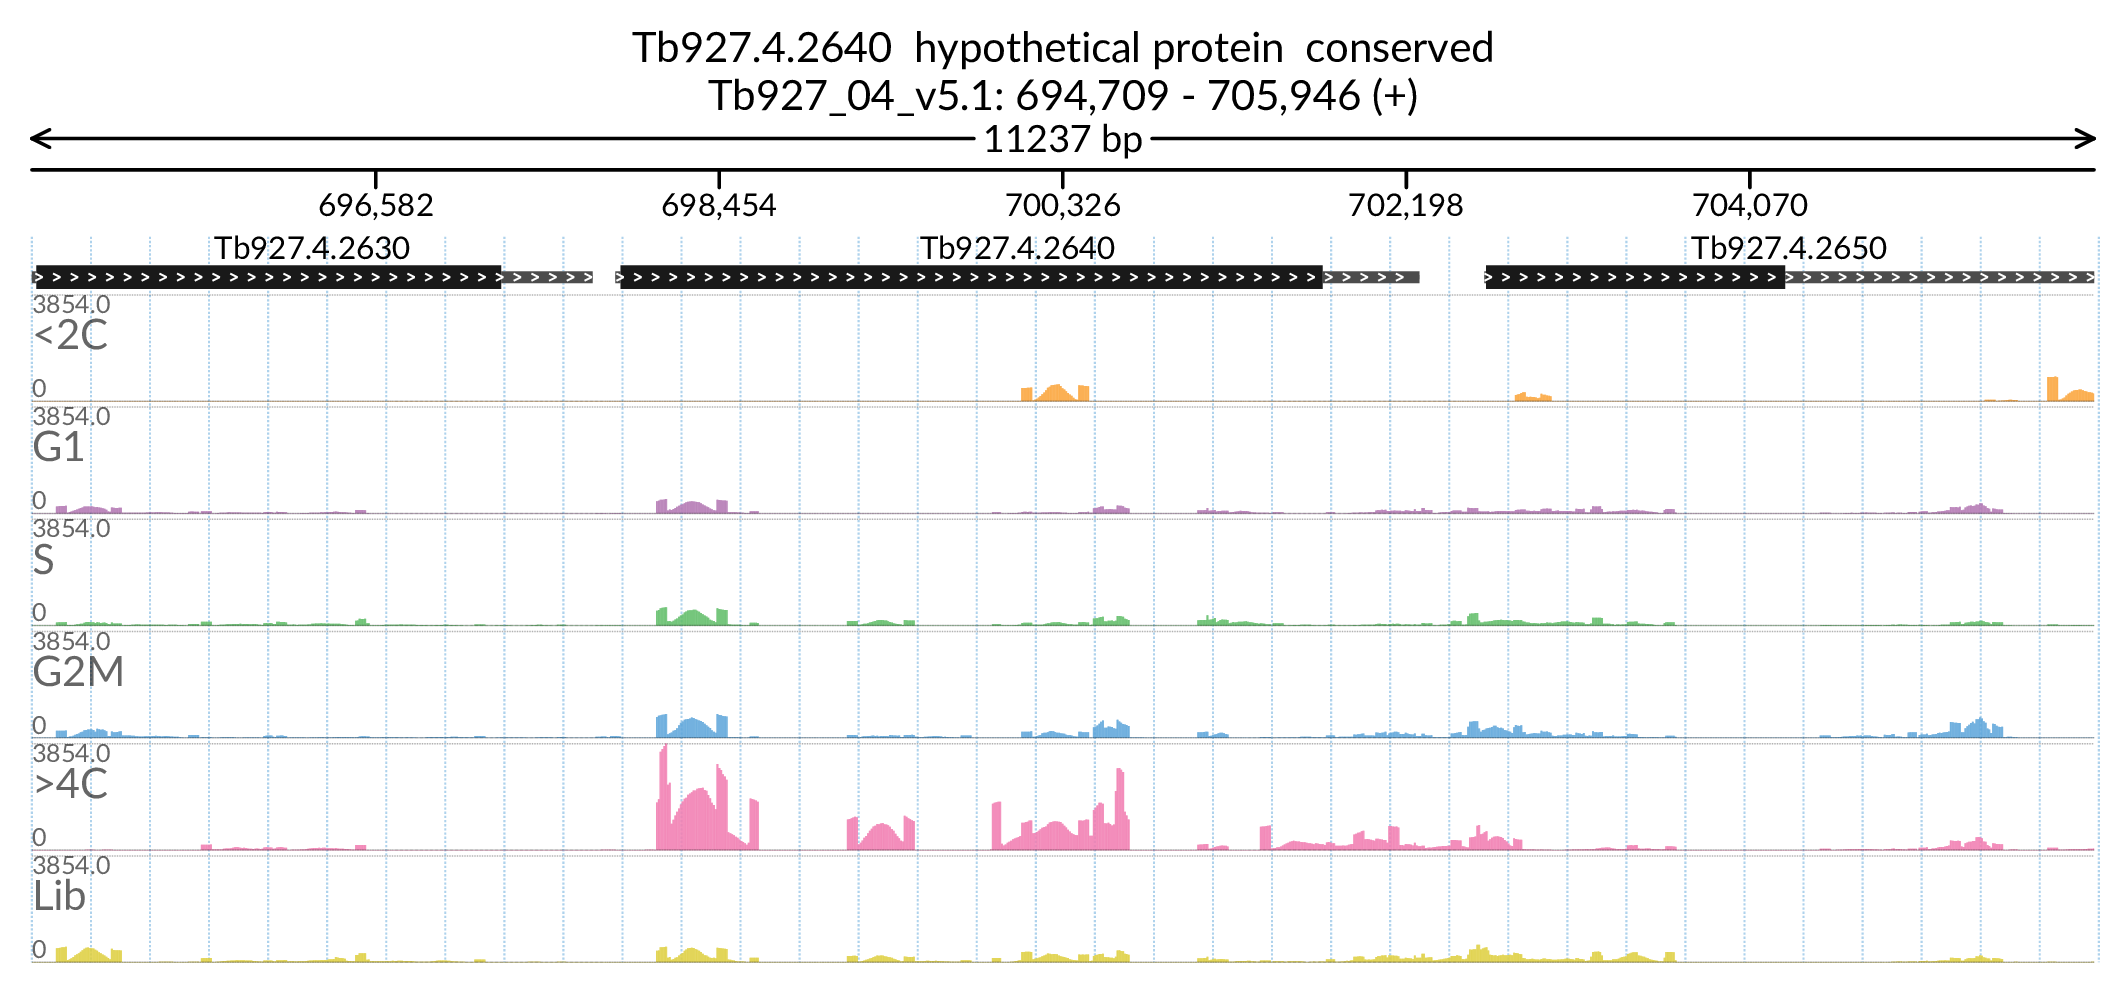 Tb927.4.2640  hypothetical protein  conserved
Tb927_04_v5.1: 694,709 - 705,946 (+)
11237 bp
696,582 698,454 700,326 702,198 704,070
Tb927.4.2630 Tb927.4.2640 Tb927.4.2650
3854.0
<2C
0
3854.0
G1
0
3854.0
S
0
3854.0
G2M
0
3854.0
>4C
0
3854.0
Lib
0